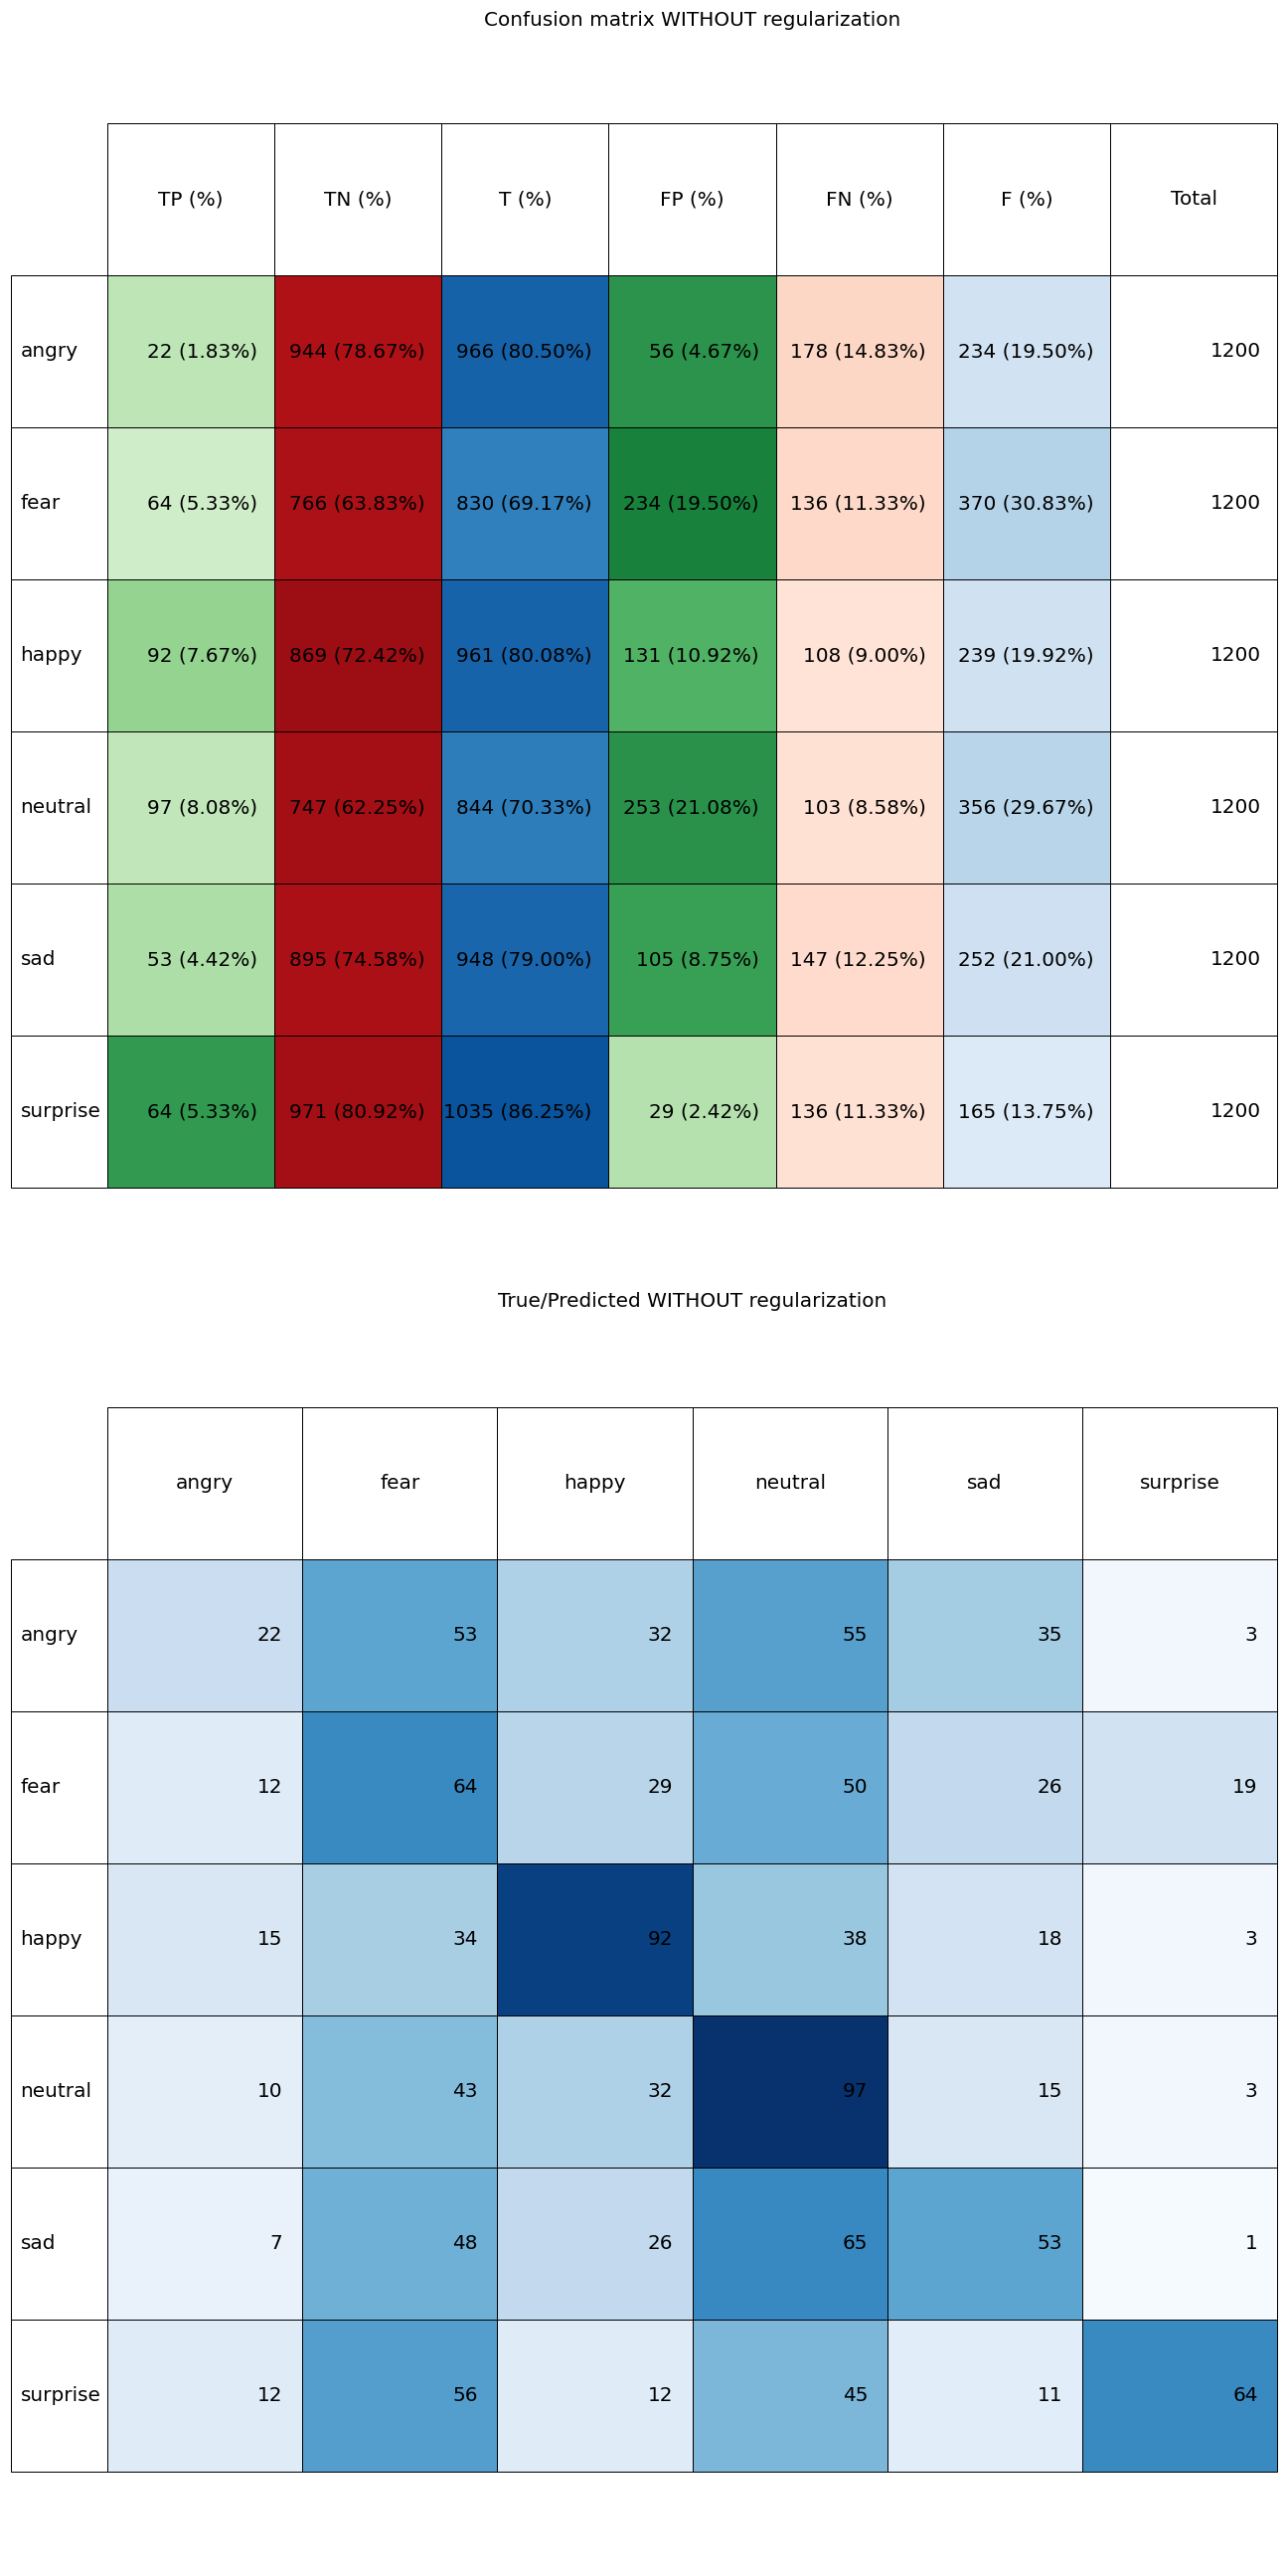 Confusion matrix WITHOUT regularization
TP (%) TN (%) T (%) FP (%) FN (%) F (%) Total
angry 22 (1.83%) 944 (78.67%) 966 (80.50%) 56 (4.67%) 178 (14.83%) 234 (19.50%) 1200
fear 64 (5.33%) 766 (63.83%) 830 (69.17%) 234 (19.50%) 136 (11.33%) 370 (30.83%) 1200
happy 92 (7.67%) 869 (72.42%) 961 (80.08%) 131 (10.92%) 108 (9.00%) 239 (19.92%) 1200
neutral 97 (8.08%) 747 (62.25%) 844 (70.33%) 253 (21.08%) 103 (8.58%) 356 (29.67%) 1200
sad 53 (4.42%) 895 (74.58%) 948 (79.00%) 105 (8.75%) 147 (12.25%) 252 (21.00%) 1200
surprise 64 (5.33%) 971 (80.92%) 1035 (86.25%) 29 (2.42%) 136 (11.33%) 165 (13.75%) 1200
True/Predicted WITHOUT regularization
angry fear happy neutral sad surprise
angry 22 53 32 55 35 3
fear 12 64 29 50 26 19
happy 15 34 92 38 18 3
neutral 10 43 32 97 15 3
sad 7 48 26 65 53 1
surprise 12 56 12 45 11 64